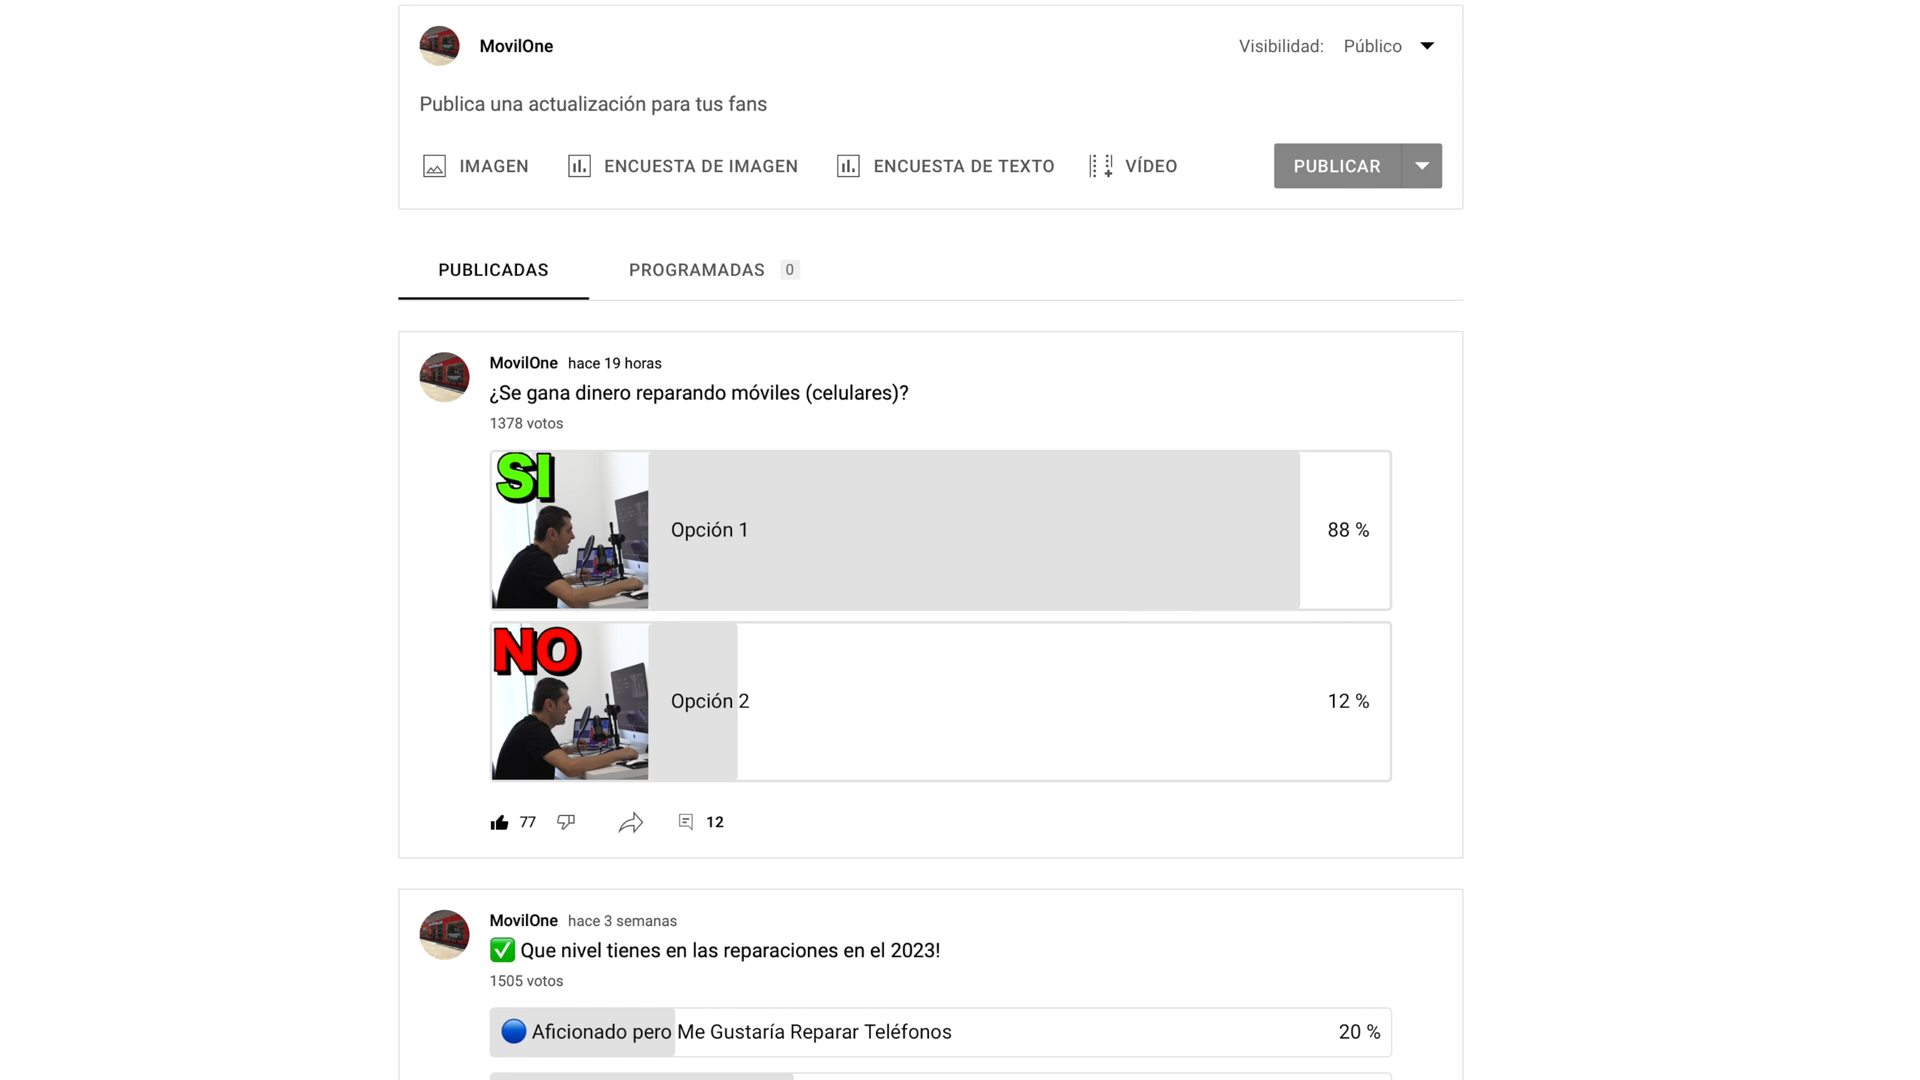 MovilOne
Visibilidad: Público
Publica una actualización para tus fans
IMAGEN ENCUESTA DE IMAGEN ENCUESTA DE TEXTO VÍDEO PUBLICAR
PUBLICADAS PROGRAMADAS 0
MovilOne hace 19 horas
¿Se gana dinero reparando móviles (celulares)?
1378 votos
SI
Opción 1 88 %
NO
Opción 2 12 %
77 12
MovilOne hace 3 semanas
✅ Que nivel tienes en las reparaciones en el 2023!
1505 votos
🔵 Aficionado pero Me Gustaría Reparar Teléfonos 20 %